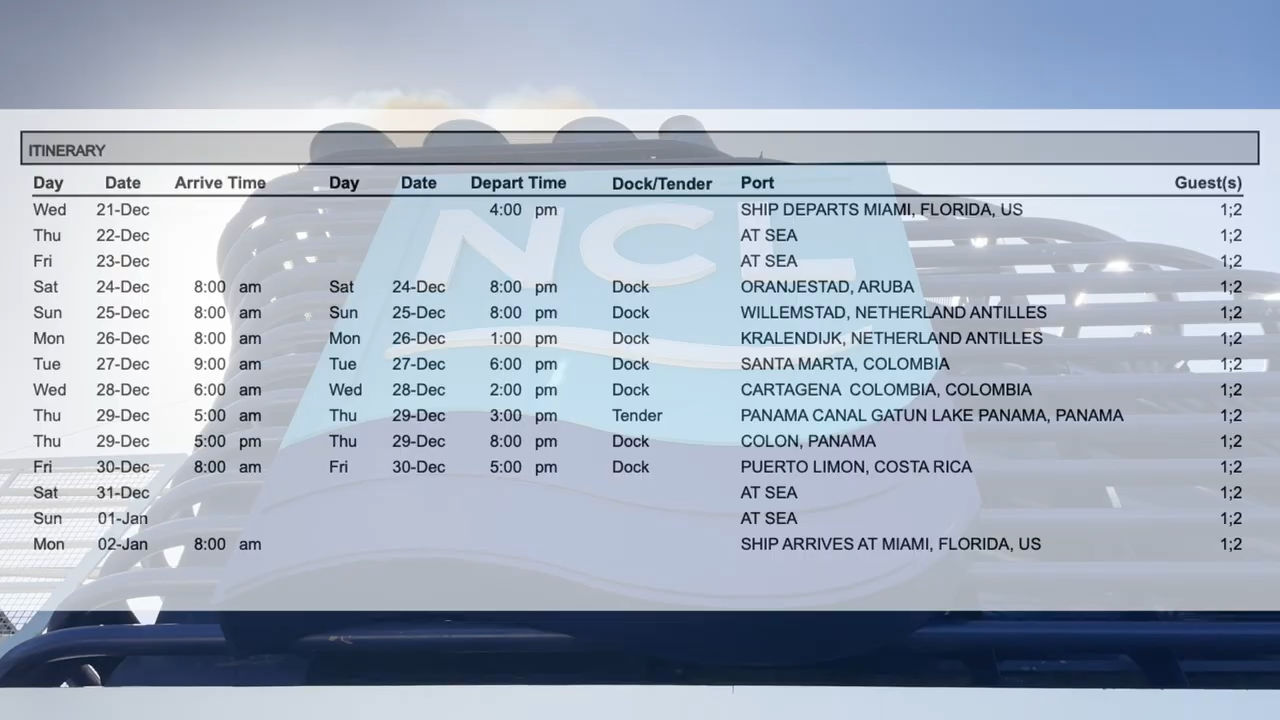 NCL
ITINERARY
Day Date Arrive Time Day Date Depart Time Dock/Tender Port Guest(s)
Wed 21-Dec 4:00 pm SHIP DEPARTS MIAMI, FLORIDA, US 1;2
Thu 22-Dec AT SEA 1;2
Fri 23-Dec AT SEA 1;2
Sat 24-Dec 8:00 am Sat 24-Dec 8:00 pm Dock ORANJESTAD, ARUBA 1;2
Sun 25-Dec 8:00 am Sun 25-Dec 8:00 pm Dock WILLEMSTAD, NETHERLAND ANTILLES 1;2
Mon 26-Dec 8:00 am Mon 26-Dec 1:00 pm Dock KRALENDIJK, NETHERLAND ANTILLES 1;2
Tue 27-Dec 9:00 am Tue 27-Dec 6:00 pm Dock SANTA MARTA, COLOMBIA 1;2
Wed 28-Dec 6:00 am Wed 28-Dec 2:00 pm Dock CARTAGENA COLOMBIA, COLOMBIA 1;2
Thu 29-Dec 5:00 am Thu 29-Dec 3:00 pm Tender PANAMA CANAL GATUN LAKE PANAMA, PANAMA 1;2
Thu 29-Dec 5:00 pm Thu 29-Dec 8:00 pm Dock COLON, PANAMA 1;2
Fri 30-Dec 8:00 am Fri 30-Dec 5:00 pm Dock PUERTO LIMON, COSTA RICA 1;2
Sat 31-Dec AT SEA 1;2
Sun 01-Jan AT SEA 1;2
Mon 02-Jan 8:00 am SHIP ARRIVES AT MIAMI, FLORIDA, US 1;2